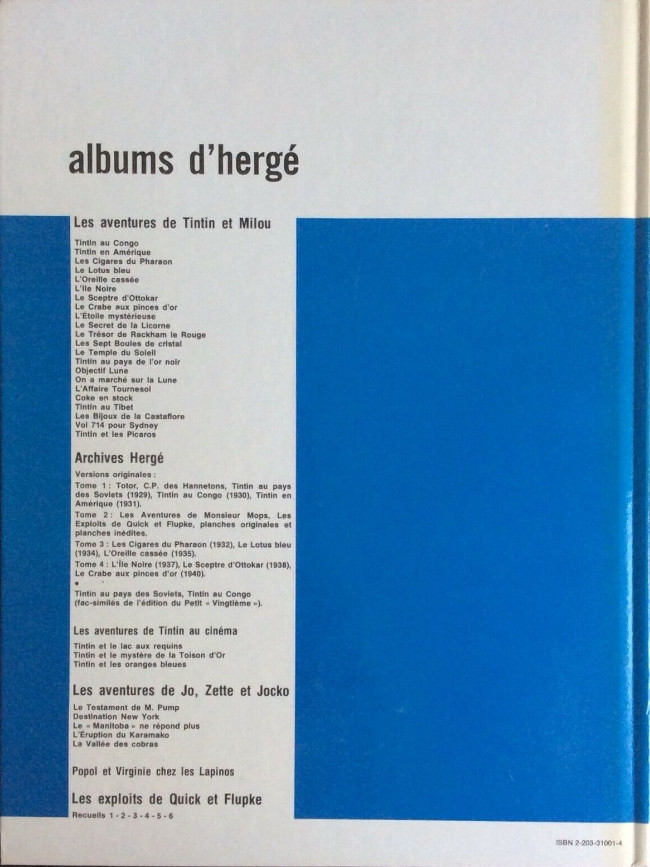 albums d'hergé
Les aventures de Tintin et Milou
Tintin au Congo
Tintin en Amérique
Les Cigares du Pharaon
Le Lotus bleu
L'Oreille cassée
L'Ile Noire
Le Sceptre d'Ottokar
Le Crabe aux pinces d'or
L'Étoile mystérieuse
Le Secret de la Licorne
Le Trésor de Rackham le Rouge
Les Sept Boules de cristal
Le Temple du Soleil
Tintin au pays de l'or noir
Objectif Lune
On a marché sur la Lune
L'Affaire Tournesol
Coke en stock
Tintin au Tibet
Les Bijoux de la Castafiore
Vol 714 pour Sydney
Tintin et les Picaros
Archives Hergé
Versions originales :
Tome 1 : Totor, C.P. des Hannetons, Tintin au pays
des Soviets (1929), Tintin au Congo (1930), Tintin en
Amérique (1931).
Tome 2 : Les Aventures de Monsieur Mops, Les
Exploits de Quick et Flupke, planches originales et
planches inédites.
Tome 3 : Les Cigares du Pharaon (1932), Le Lotus bleu
(1934), L'Oreille cassée (1935).
Tome 4 : L'Île Noire (1937), Le Sceptre d'Ottokar (1938),
Le Crabe aux pinces d'or (1940).
•
Tintin au pays des Soviets, Tintin au Congo
(fac-similés de l'édition du Petit « Vingtième »).
Les aventures de Tintin au cinéma
Tintin et le lac aux requins
Tintin et le mystère de la Toison d'Or
Tintin et les oranges bleues
Les aventures de Jo, Zette et Jocko
Le Testament de M. Pump
Destination New York
Le « Manitoba » ne répond plus
L'Éruption du Karamako
La Vallée des cobras
Popol et Virginie chez les Lapinos
Les exploits de Quick et Flupke
Recueils 1 - 2 - 3 - 4 - 5 - 6
ISBN 2-203-31001-4